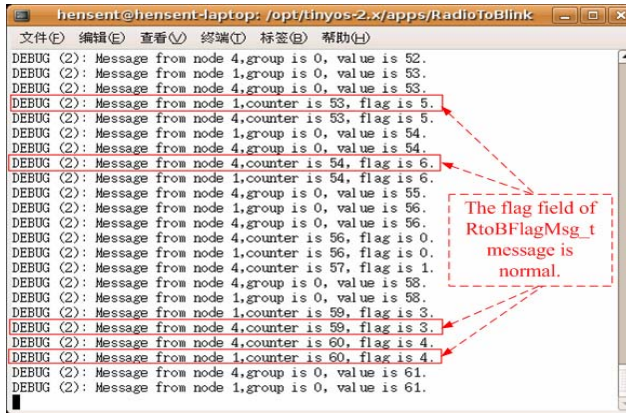 hensent@hensent-laptop: /opt/tinyos-2.x/apps/RadioToBlink
文件(F) 编辑(E) 查看(V) 终端(T) 标签(B) 帮助(H)
DEBUG (2): Message from node 4,group is 0, value is 52.
DEBUG (2): Message from node 1,group is 0, value is 53.
DEBUG (2): Message from node 4,group is 0, value is 53.
DEBUG (2): Message from node 1,counter is 53, flag is 5.
DEBUG (2): Message from node 4,counter is 53, flag is 5.
DEBUG (2): Message from node 1,group is 0, value is 54.
DEBUG (2): Message from node 4,group is 0, value is 54.
DEBUG (2): Message from node 4,counter is 54, flag is 6.
DEBUG (2): Message from node 1,counter is 54, flag is 6.
DEBUG (2): Message from node 4,group is 0, value is 55.
DEBUG (2): Message from node 1,group is 0, value is 56.
DEBUG (2): Message from node 4,group is 0, value is 56.
DEBUG (2): Message from node 4,counter is 56, flag is 0.
DEBUG (2): Message from node 1,counter is 56, flag is 0.
DEBUG (2): Message from node 1,counter is 57, flag is 1.
DEBUG (2): Message from node 4,group is 0, value is 58.
DEBUG (2): Message from node 1,group is 0, value is 58.
DEBUG (2): Message from node 1,counter is 59, flag is 3.
DEBUG (2): Message from node 4,counter is 59, flag is 3.
DEBUG (2): Message from node 4,counter is 60, flag is 4.
DEBUG (2): Message from node 1,counter is 60, flag is 4.
DEBUG (2): Message from node 4,group is 0, value is 61.
DEBUG (2): Message from node 1,group is 0, value is 61.
The flag field of
RtoBFlagMsg_t
message is
normal.